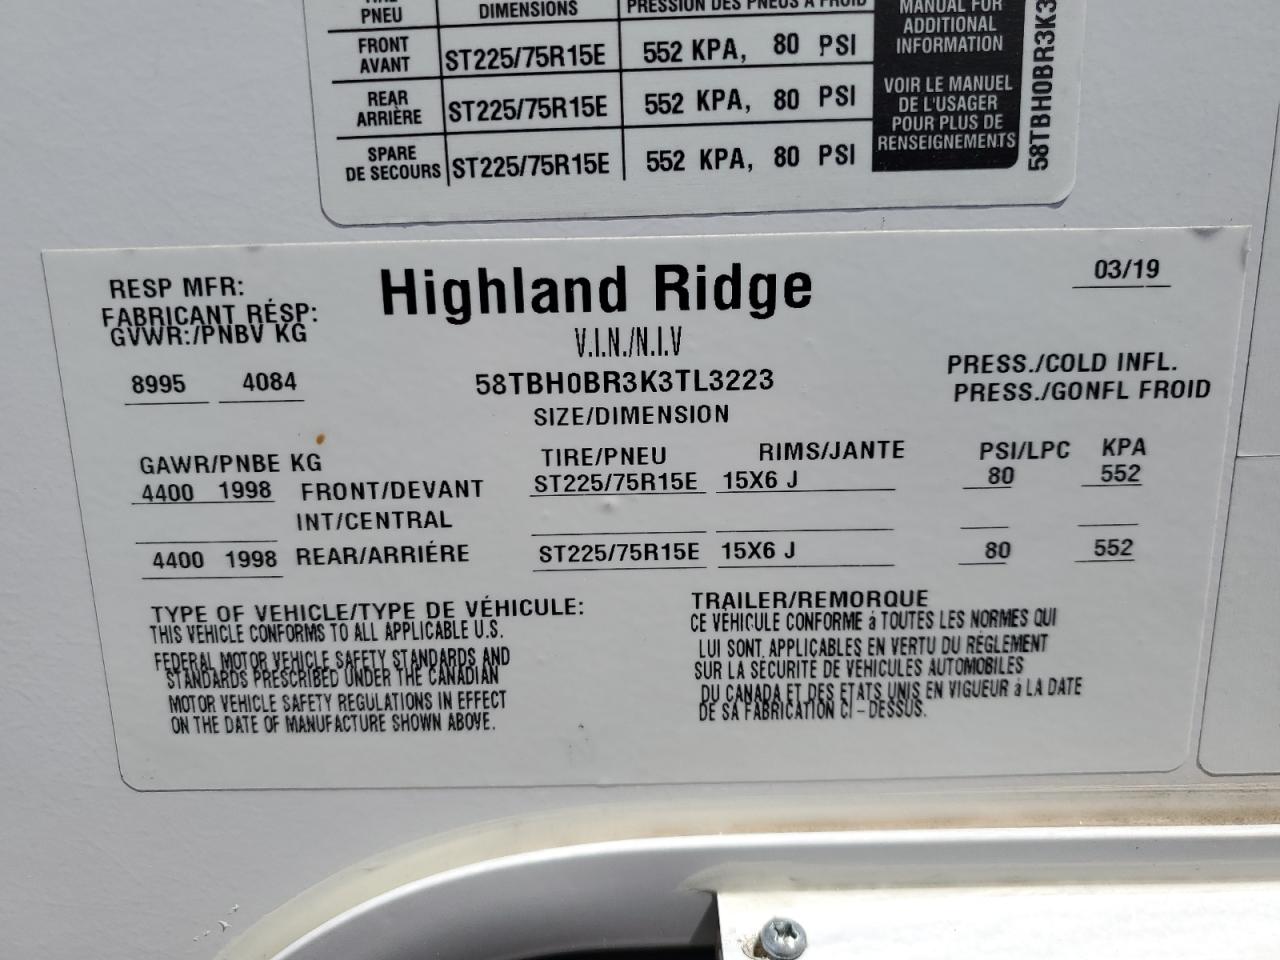 PNEU DIMENSIONS PRESSION DES PNEUS À FROID
FRONT AVANT ST225/75R15E 552 KPA, 80 PSI
REAR ARRIÈRE ST225/75R15E 552 KPA, 80 PSI
SPARE DE SECOURS ST225/75R15E 552 KPA, 80 PSI
MANUAL FOR
ADDITIONAL
INFORMATION
VOIR LE MANUEL
DE L'USAGER
POUR PLUS DE
RENSEIGNEMENTS
58TBH0BR3K3
RESP MFR: Highland Ridge 03/19
FABRICANT RÉSP:
GVWR:/PNBV KG
V.I.N./N.I.V
8995 4084
58TBH0BR3K3TL3223
PRESS./COLD INFL.
PRESS./GONFL FROID
SIZE/DIMENSION
GAWR/PNBE KG TIRE/PNEU RIMS/JANTE PSI/LPC KPA
4400 1998 FRONT/DEVANT ST225/75R15E 15X6 J 80 552
INT/CENTRAL
4400 1998 REAR/ARRIÉRE ST225/75R15E 15X6 J 80 552
TYPE OF VEHICLE/TYPE DE VÉHICULE: TRAILER/REMORQUE
THIS VEHICLE CONFORMS TO ALL APPLICABLE U.S.
FEDERAL MOTOR VEHICLE SAFETY STANDARDS AND
STANDARDS PRESCRIBED UNDER THE CANADIAN
MOTOR VEHICLE SAFETY REGULATIONS IN EFFECT
ON THE DATE OF MANUFACTURE SHOWN ABOVE.
CE VÉHICULE CONFORME à TOUTES LES NORMES QUI
LUI SONT APPLICABLES EN VERTU DU RÉGLEMENT
SUR LA SÉCURITE DE VÉHICULES AUTOMOBILES
DU CANADA ET DES ETATS UNIS EN VIGUEUR à LA DATE
DE SA FABRICATION CI-DESSUS.